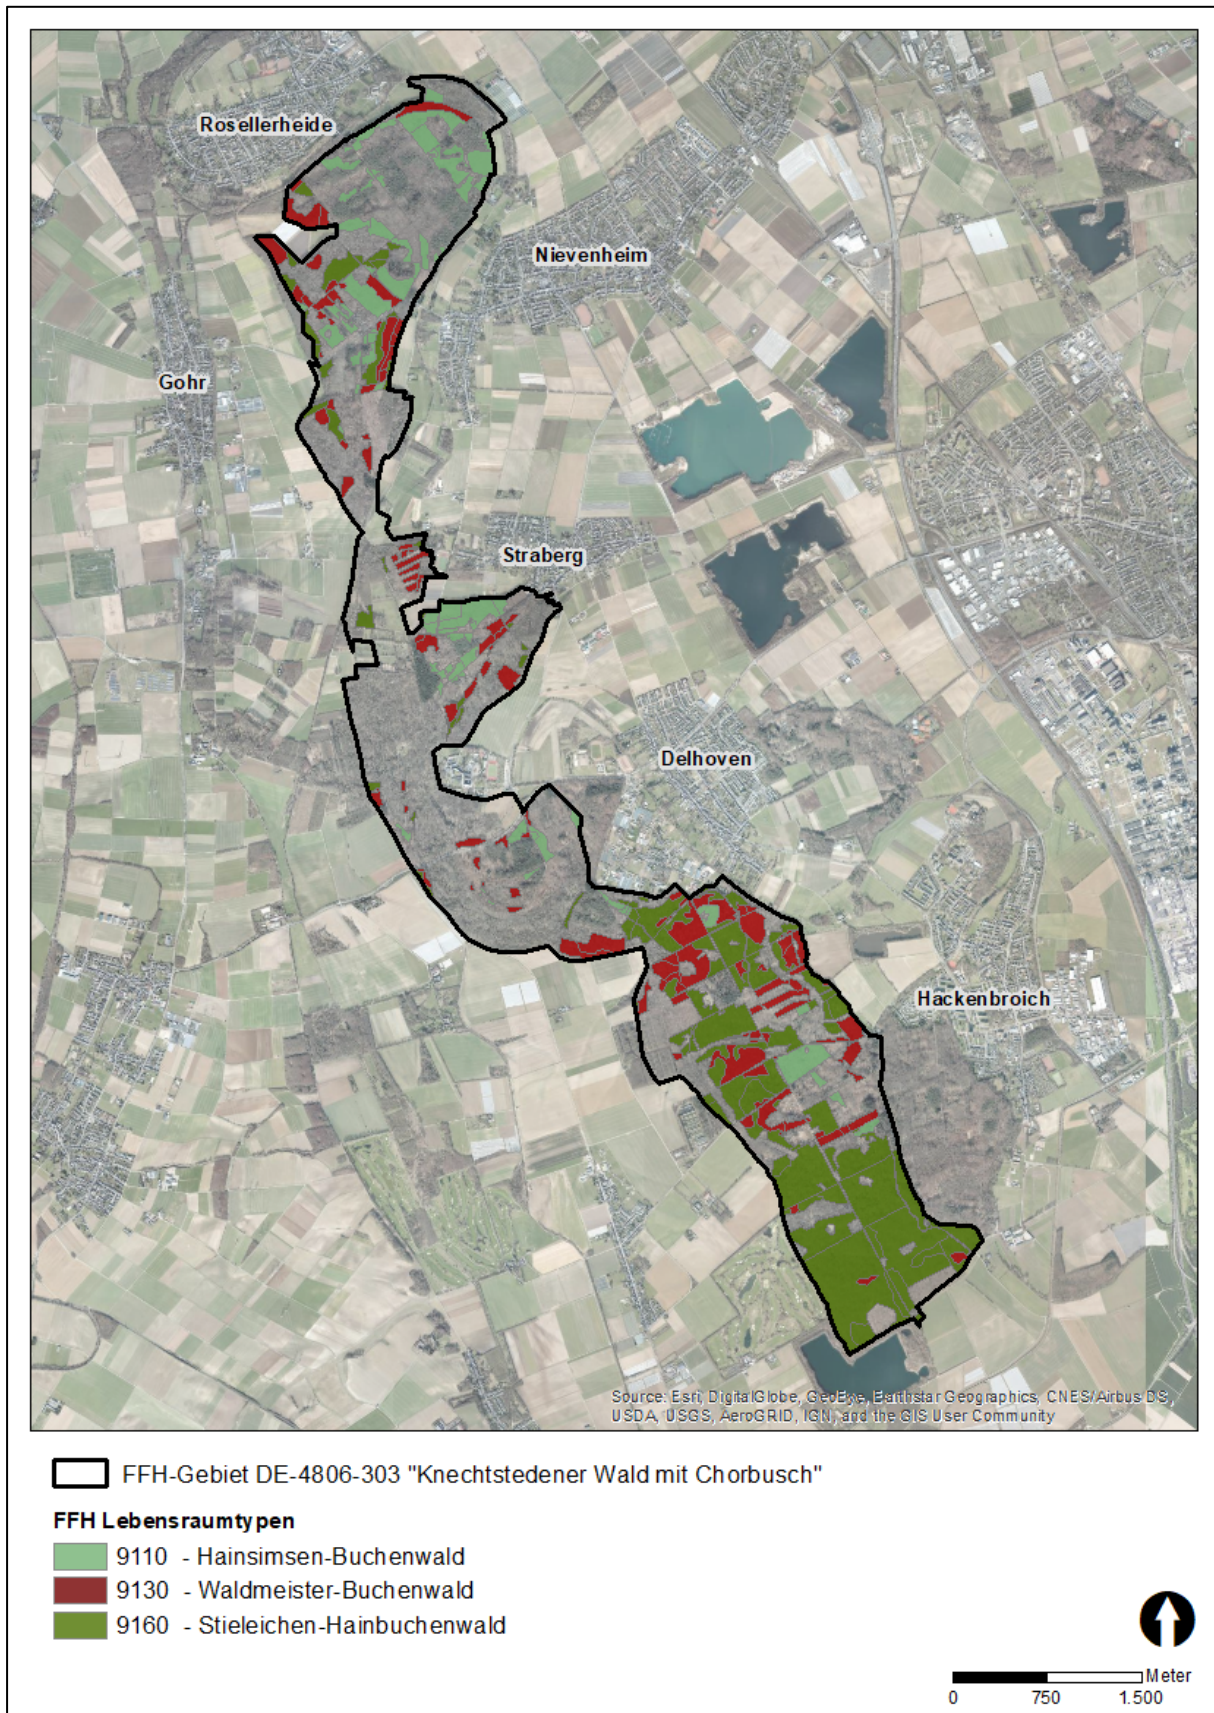 Rosellerheide
Nievenheim
Gohr
Straberg
Delhoven
Hackenbroich
Source: Esri, DigitalGlobe, GeoEye, Earthstar Geographics, CNES/Airbus DS,
USDA, USGS, AeroGRID, IGN, and the GIS User Community
FFH-Gebiet DE-4806-303 "Knechtstedener Wald mit Chorbusch"
FFH Lebensraumtypen
9110 - Hainsimsen-Buchenwald
9130 - Waldmeister-Buchenwald
9160 - Stieleichen-Hainbuchenwald
Meter
0 750 1.500